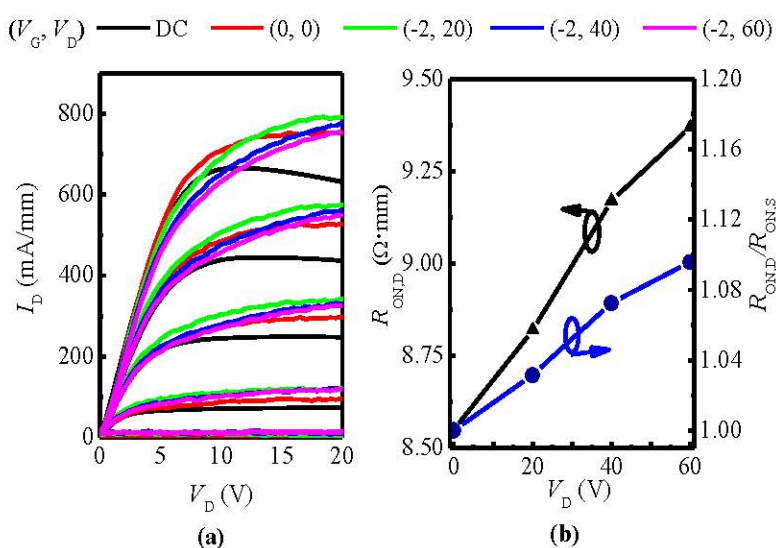 (V_G, V_D) DC (0, 0) (-2, 20) (-2, 40) (-2, 60)
800
600
400
200
0
I_D (mA/mm)
0 5 10 15 20
V_D (V)
(a)
9.50
9.25
9.00
8.75
8.50
R_ON,D (Ω·mm)
1.20
1.16
1.12
1.08
1.04
1.00
R_ON,D/R_ON,S
0 20 40 60
V_D (V)
(b)